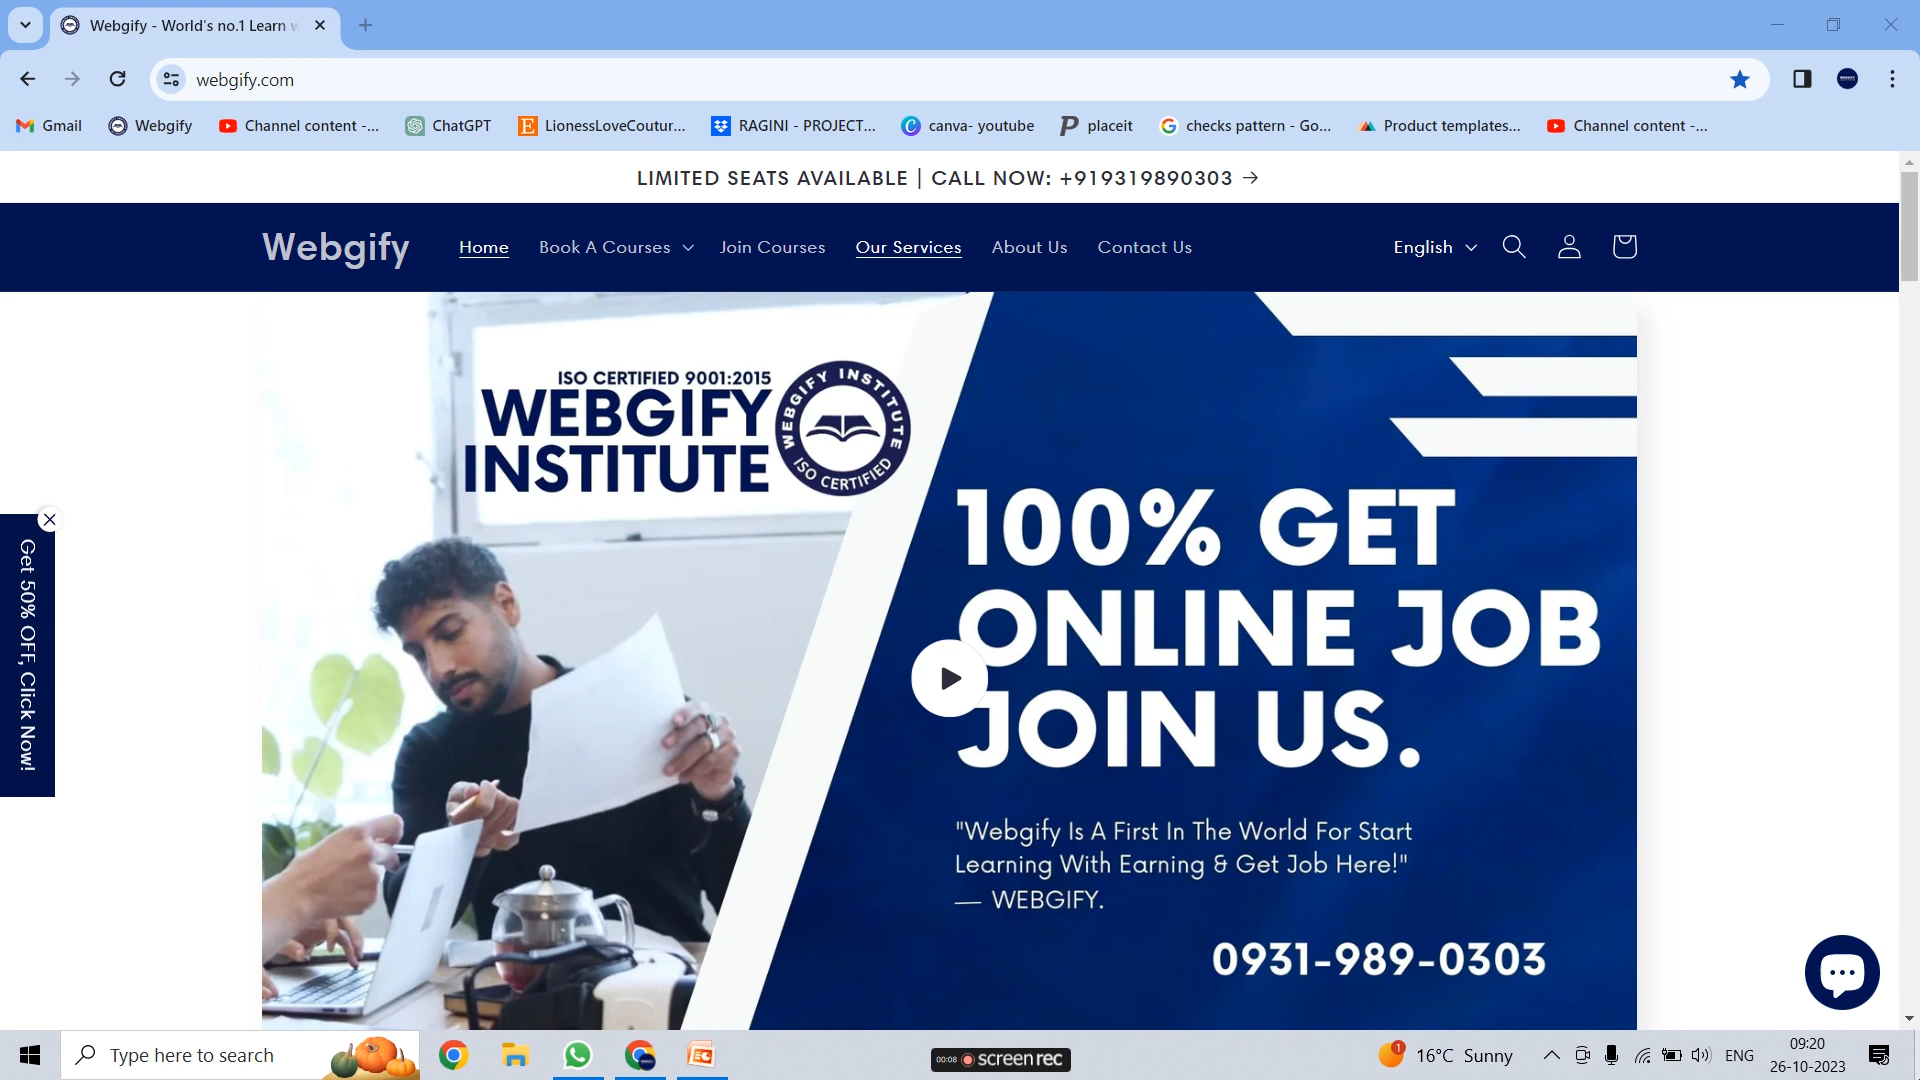 Webgify - World's no.1 Learn w
webgify.com
Gmail
Webgify
Channel content -...
ChatGPT
LionessLoveCoutur...
RAGINI - PROJECT...
canva- youtube
placeit
checks pattern - Go...
Product templates...
Channel content -...
LIMITED SEATS AVAILABLE | CALL NOW: +919319890303 →
Webgify
Home
Book A Courses
Join Courses
Our Services
About Us
Contact Us
English
ISO CERTIFIED 9001:2015
WEBGIFY
INSTITUTE
WEBGIFY INSTITUTE
ISO CERTIFIED
100% GET
ONLINE JOB
JOIN US.
"Webgify Is A First In The World For Start
Learning With Earning & Get Job Here!"
— WEBGIFY.
0931-989-0303
Get 50% OFF, Click Now!
Type here to search
00:08 screenrec
1
16°C Sunny
ENG
09:20
26-10-2023